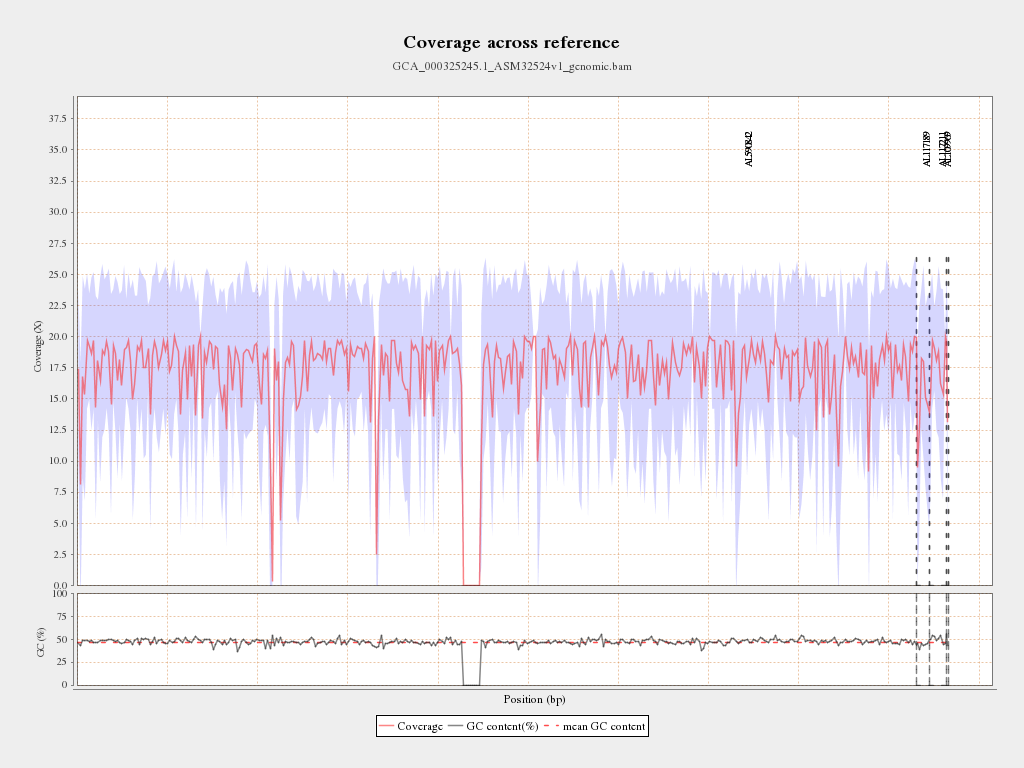 Coverage across reference
GCA_000325245.1_ASM32524v1_genomic.bam
37.5
35.0
32.5
30.0
27.5
25.0
22.5
20.0
17.5
15.0
12.5
10.0
7.5
5.0
2.5
0.0
Coverage (X)
AL590842
AL117189
AL117211
100
75
50
25
0
GC (%)
Position (bp)
Coverage GC content(%) mean GC content